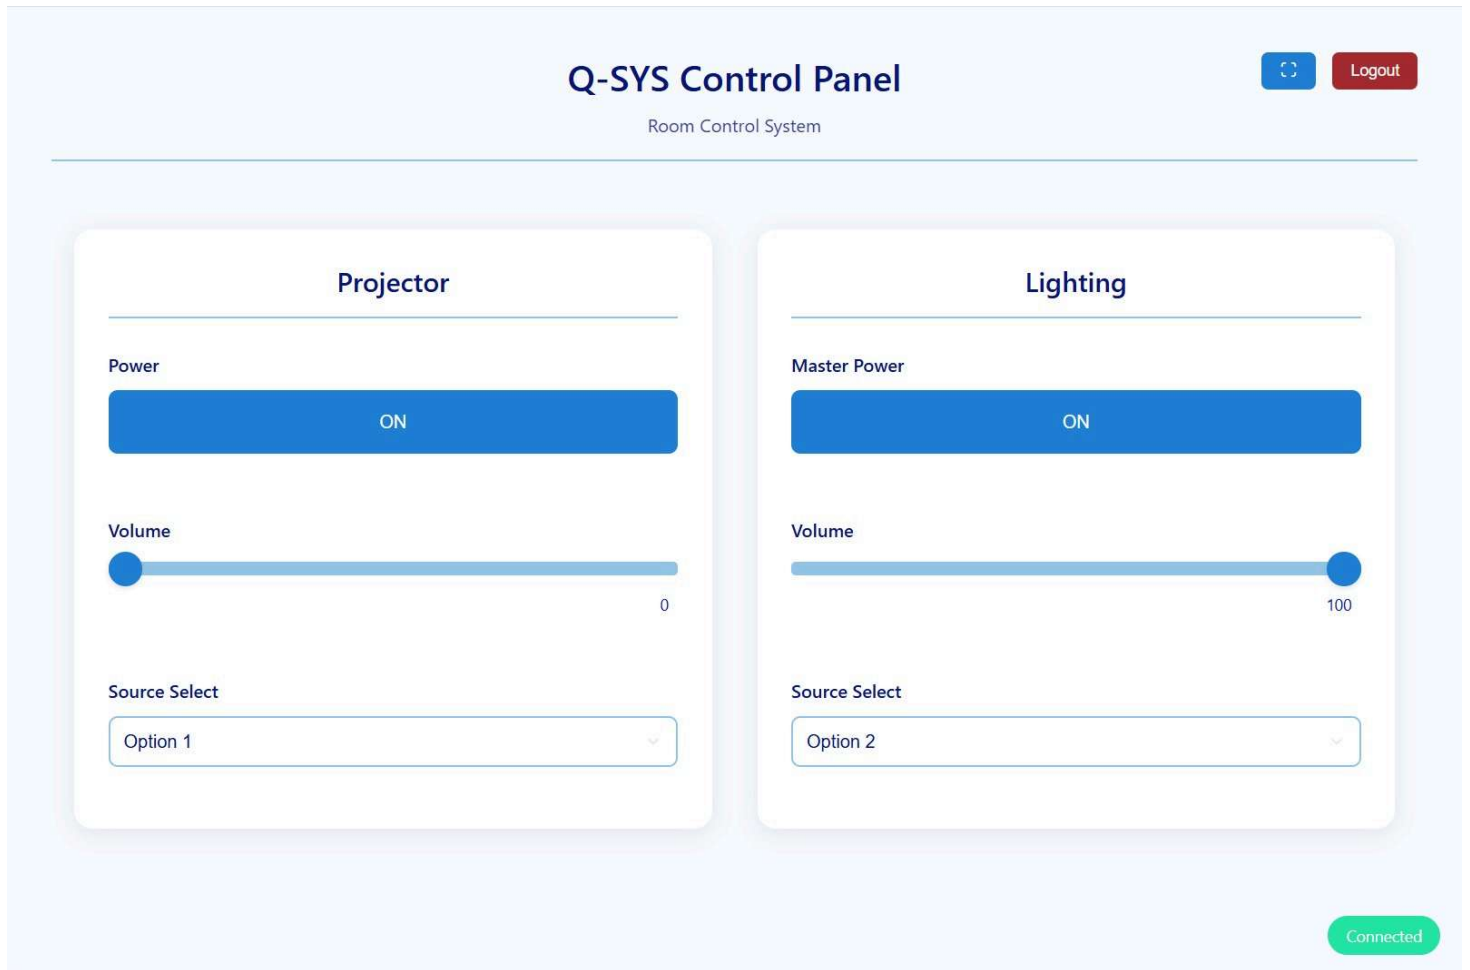 Q-SYS Control Panel
Logout
Room Control System
Projector
Power
ON
Volume
0
Source Select
Option 1
Lighting
Master Power
ON
Volume
100
Source Select
Option 2
Connected